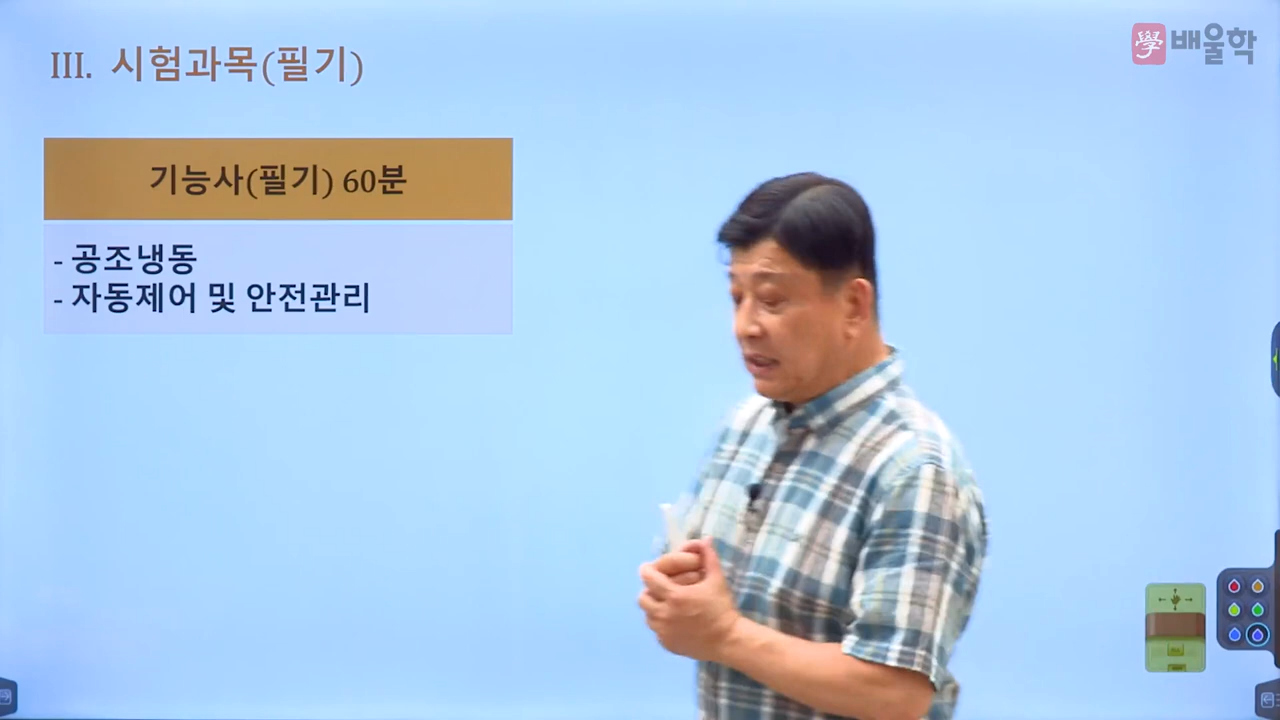 III. 시험과목(필기)
學 배울학
기능사(필기) 60분
- 공조냉동
- 자동제어 및 안전관리